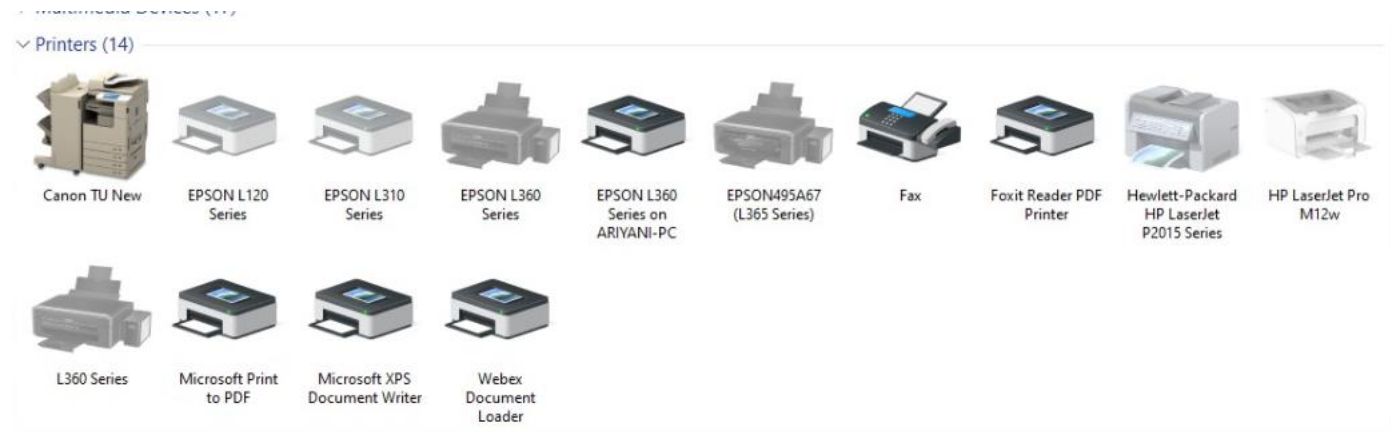 Printers (14)
Canon TU New
EPSON L120
Series
EPSON L310
Series
EPSON L360
Series
EPSON L360
Series on
ARIYANI-PC
EPSON495A67
(L365 Series)
Fax
Foxit Reader PDF
Printer
Hewlett-Packard
HP LaserJet
P2015 Series
HP LaserJet Pro
M12w
L360 Series
Microsoft Print
to PDF
Microsoft XPS
Document Writer
Webex
Document
Loader